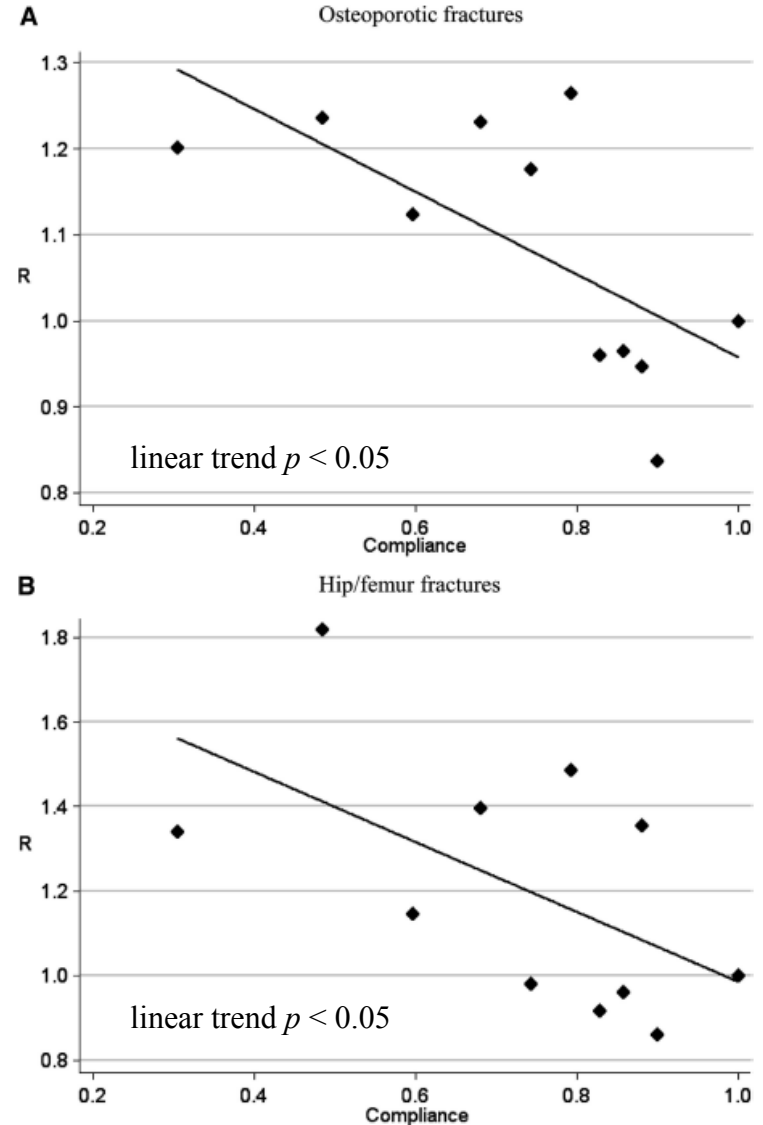 A
Osteoporotic fractures
1.3
1.2
1.1
R
1.0
0.9
linear trend p < 0.05
0.8
0.2 0.4 0.6 0.8 1.0
Compliance
B
Hip/femur fractures
1.8
1.6
1.4
R
1.2
1.0
linear trend p < 0.05
0.8
0.2 0.4 0.6 0.8 1.0
Compliance